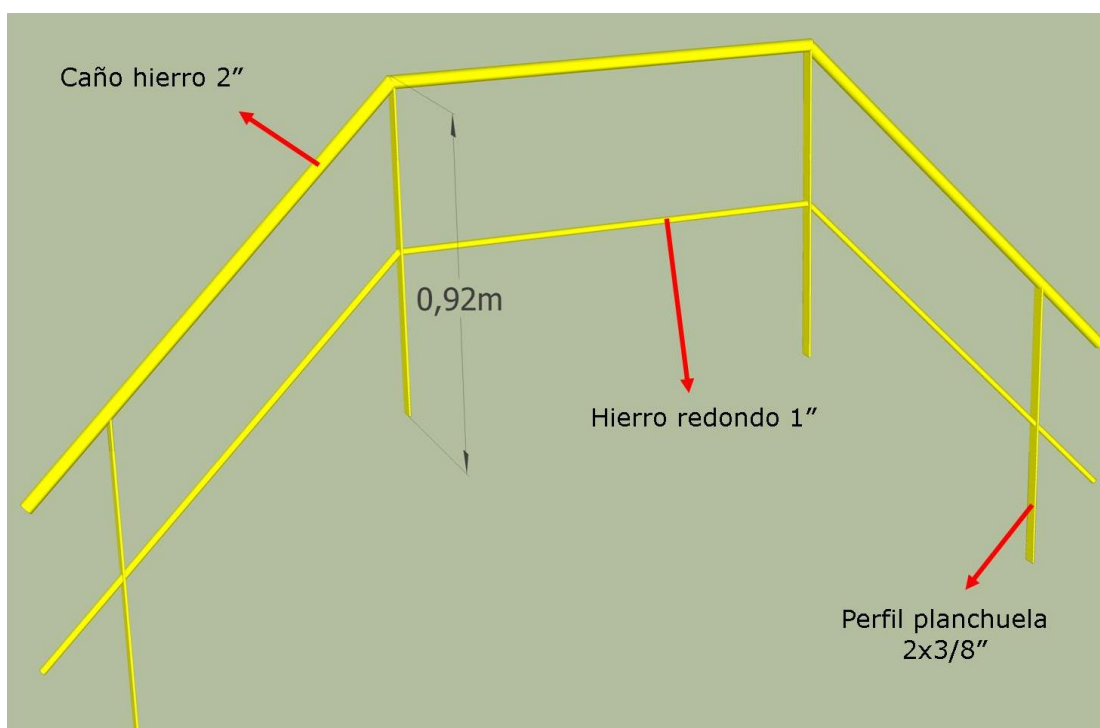 Caño hierro 2”
0,92m
Hierro redondo 1”
Perfil planchuela
2x3/8”